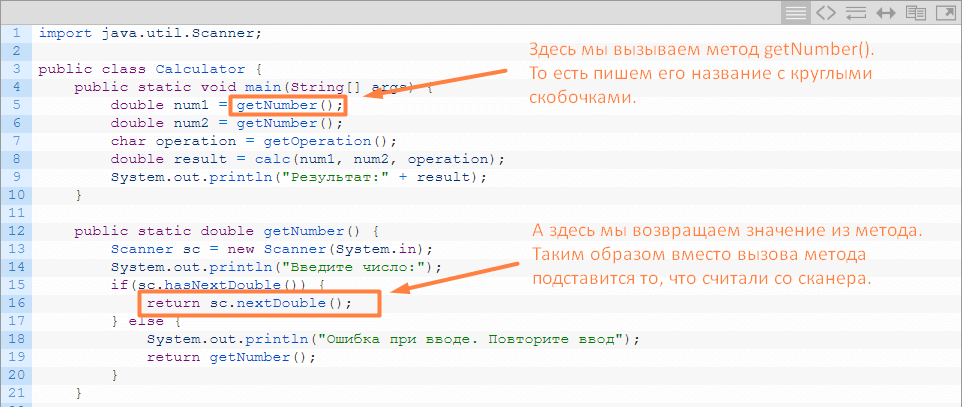 1 import java.util.Scanner;
2
3 public class Calculator {
4 public static void main(String[] args) {
5 double num1 = getNumber();
6 double num2 = getNumber();
7 char operation = getOperation();
8 double result = calc(num1, num2, operation);
9 System.out.println("Результат:" + result);
10 }
11
12 public static double getNumber() {
13 Scanner sc = new Scanner(System.in);
14 System.out.println("Введите число:");
15 if(sc.hasNextDouble()) {
16 return sc.nextDouble();
17 } else {
18 System.out.println("Ошибка при вводе. Повторите ввод");
19 return getNumber();
20 }
21 }
Здесь мы вызываем метод getNumber().
То есть пишем его название с круглыми
скобочками.
А здесь мы возвращаем значение из метода.
Таким образом вместо вызова метода
подставится то, что считали со сканера.